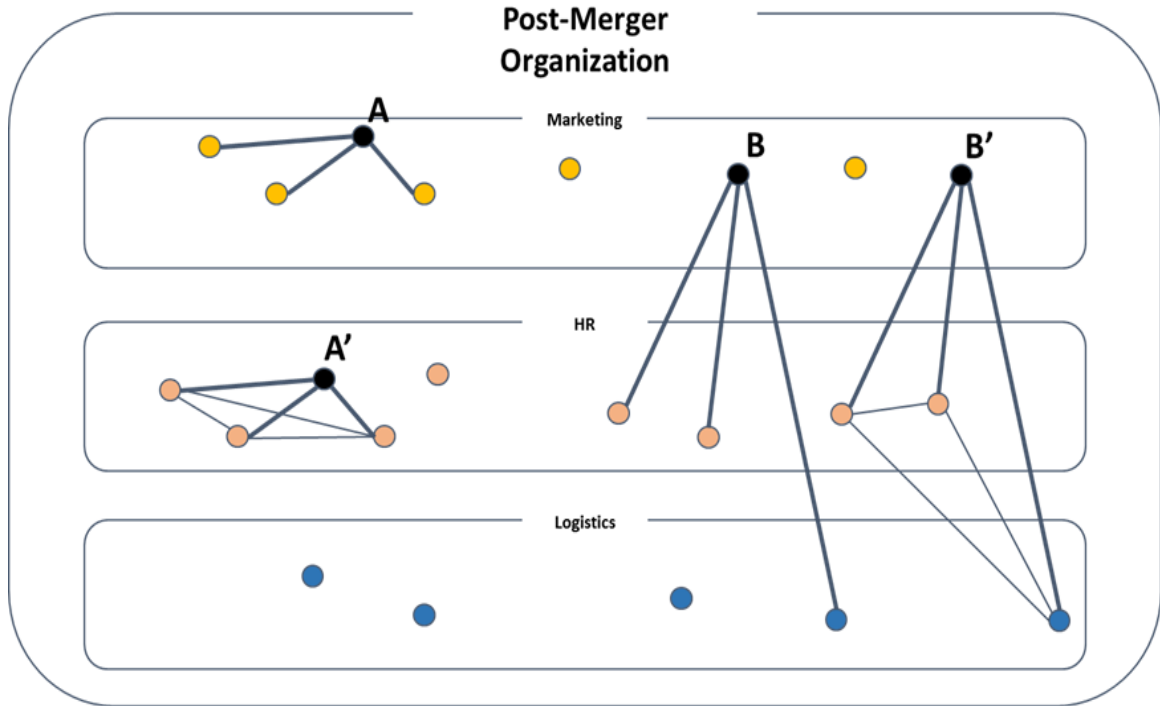 Post-Merger
Organization
Marketing
A
B
B’
HR
A’
Logistics